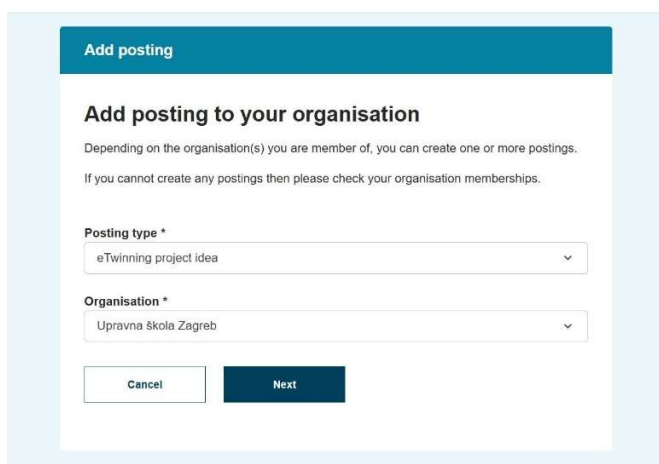 Add posting
Add posting to your organisation
Depending on the organisation(s) you are member of, you can create one or more postings.
If you cannot create any postings then please check your organisation memberships.
Posting type *
eTwinning project idea
Organisation *
Upravna škola Zagreb
Cancel
Next